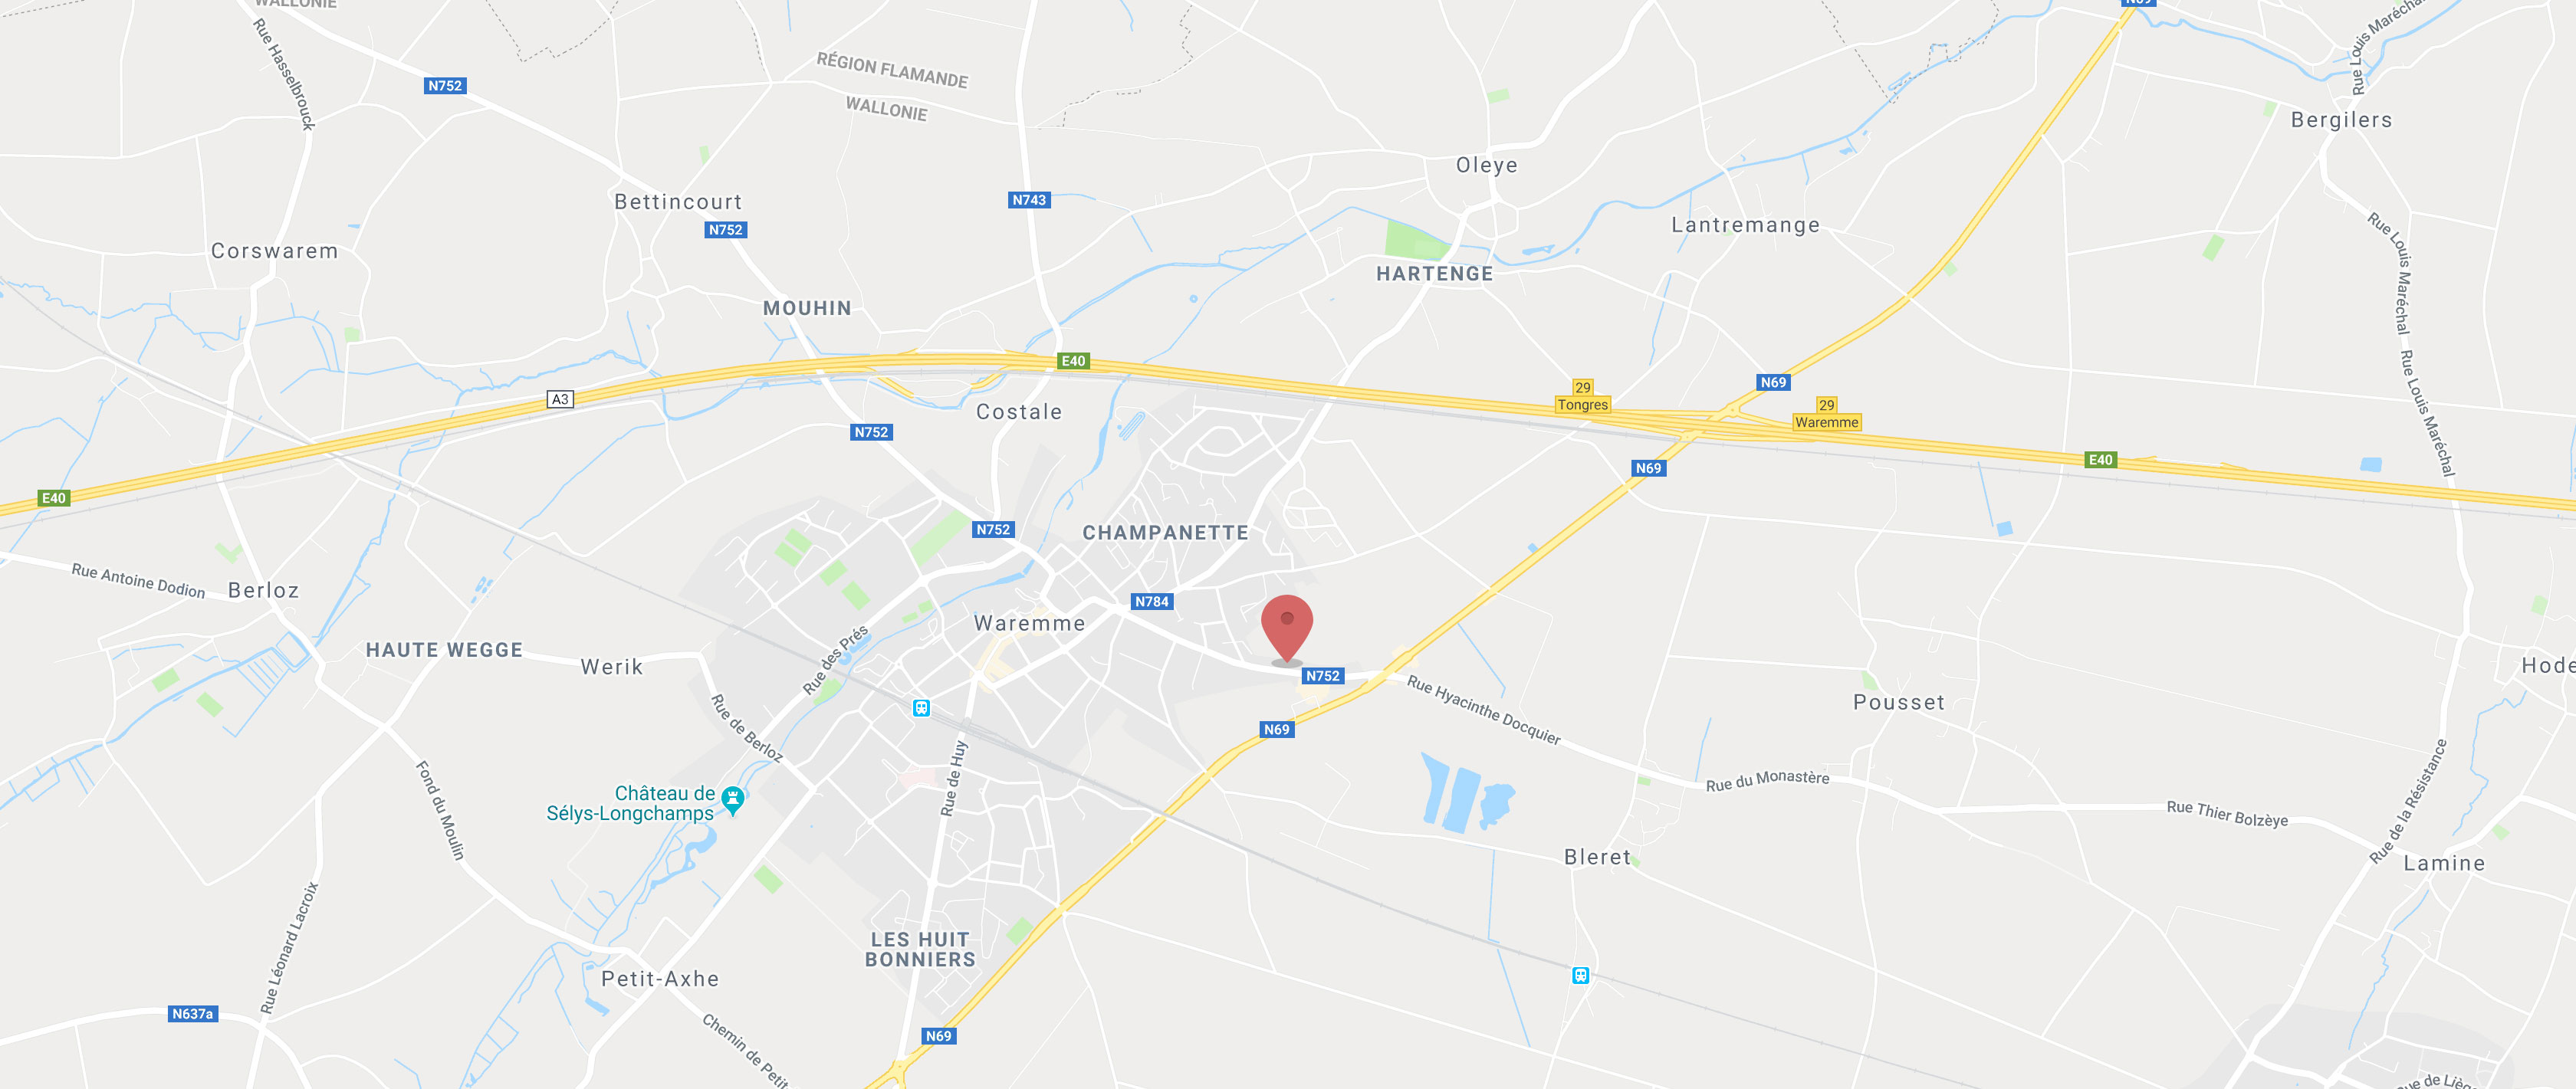 WALLONIE
N69
Rue Hasselbrouck
N752
RÉGION FLAMANDE
WALLONIE
Rue Louis Maréchal
Bergilers
Oleye
Bettincourt
N743
N752
Lantremange
Rue Louis Maréchal
Corswarem
HARTENGE
MOUHIN
E40
N69
29
Tongres
29
Waremme
A3
Costale
N752
Rue Louis Maréchal
N69
E40
E40
N752
CHAMPANETTE
Rue Antoine Dodion
Berloz
N784
Waremme
HAUTE WEGGE
Werik
Rue des Prés
N752
Hode
Rue Hyacinthe Docquier
Pousset
Rue de Berloz
N69
Rue de Huy
Rue du Monastère
Château de
Sélys-Longchamps
Fond du Moulin
Rue Thier Bolzèye
Rue de la Résistance
Bleret
Lamine
Rue Léonard Lacroix
LES HUIT
BONNIERS
Petit-Axhe
N637a
N69
Chemin de Petit
ue de Lièg